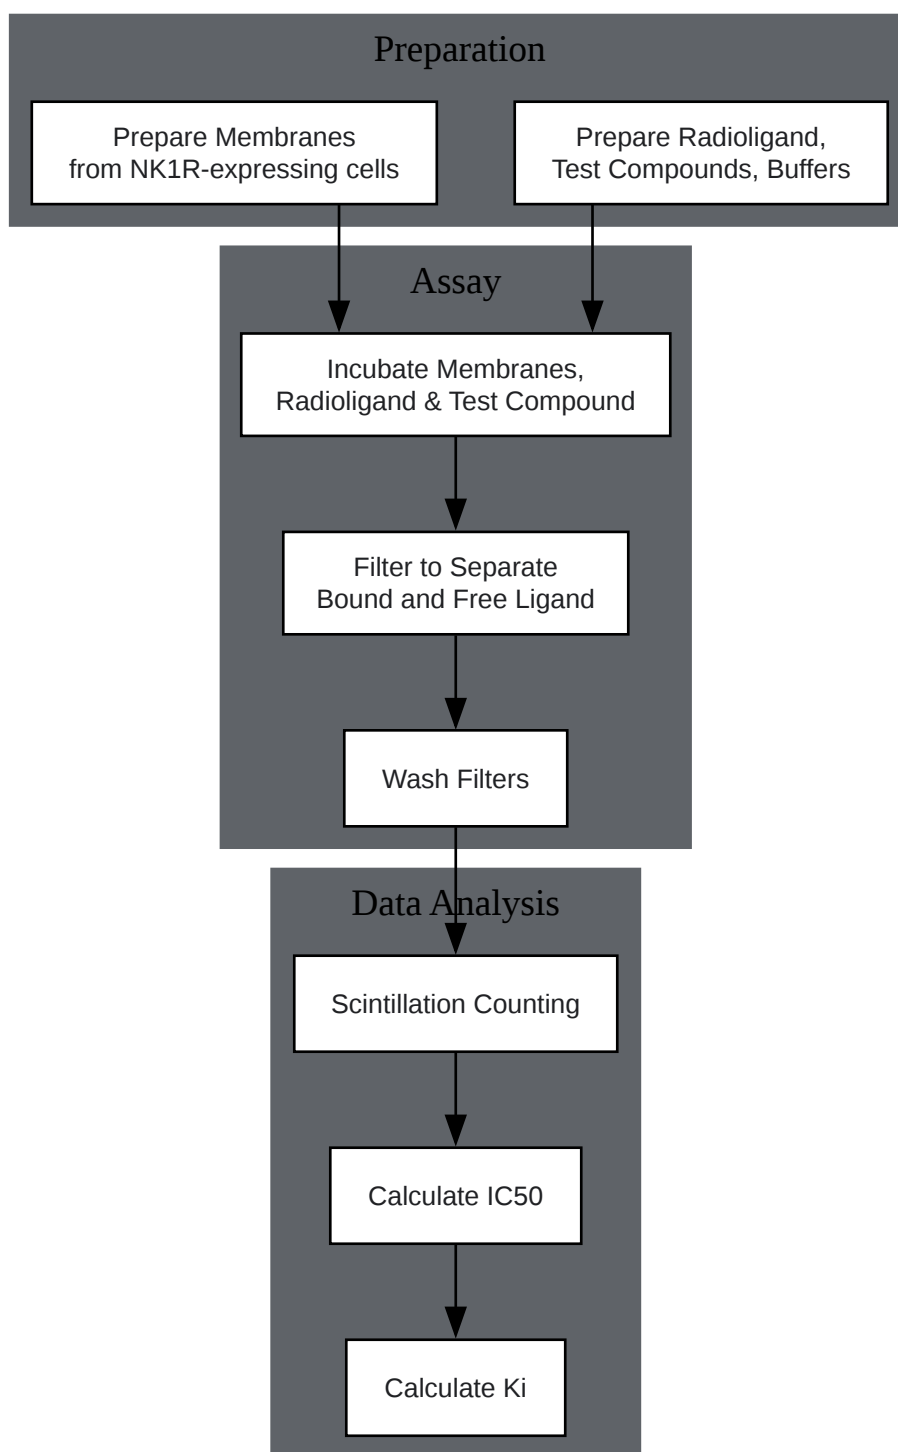 Preparation
Prepare Membranes
from NK1R-expressing cells
Prepare Radioligand,
Test Compounds, Buffers
Assay
Incubate Membranes,
Radioligand & Test Compound
Filter to Separate
Bound and Free Ligand
Wash Filters
Data Analysis
Scintillation Counting
Calculate IC50
Calculate Ki